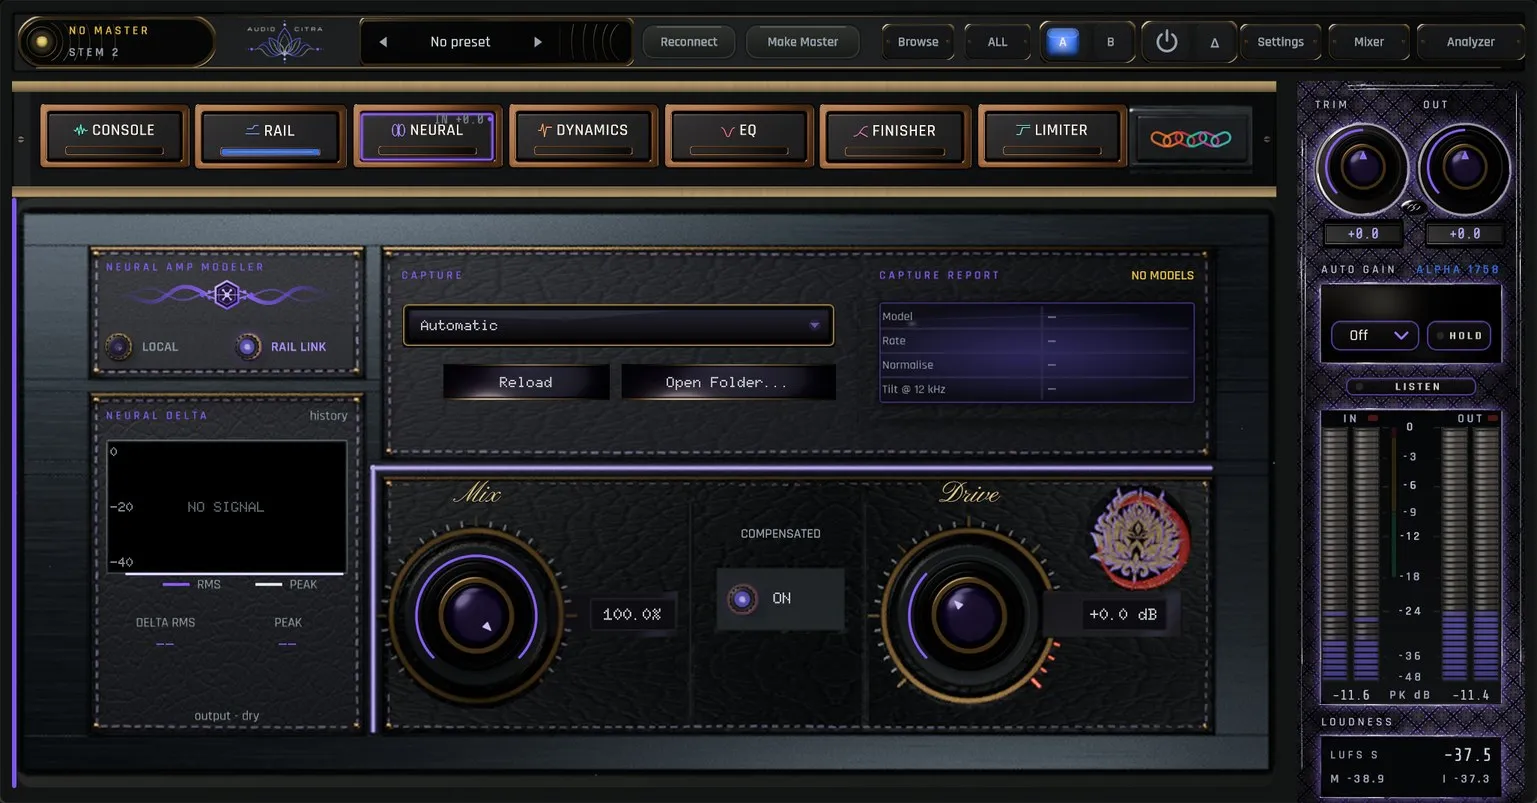 NO MASTER
STEM 2
AUDIO CITRA
No preset
Reconnect
Make Master
Browse
ALL
A
B
Δ
Settings
Mixer
Analyzer
CONSOLE
RAIL
IN +0.0
NEURAL
DYNAMICS
EQ
FINISHER
LIMITER
NEURAL AMP MODELER
LOCAL
RAIL LINK
NEURAL DELTA
history
0
-20
NO SIGNAL
-40
RMS
PEAK
DELTA RMS
PEAK
--
--
output - dry
CAPTURE
Automatic
Reload
Open Folder...
CAPTURE REPORT
NO MODELS
Model —
Rate —
Normalise —
Tilt @ 12 kHz —
Mix
100.0%
COMPENSATED
ON
Drive
+0.0 dB
TRIM
OUT
+0.0
+0.0
AUTO GAIN
ALPHA 1758
Off
HOLD
LISTEN
IN
OUT
0
-3
-6
-9
-12
-18
-24
-36
-48
-11.6 PK dB -11.4
LOUDNESS
LUFS S -37.5
M -38.9 I -37.3